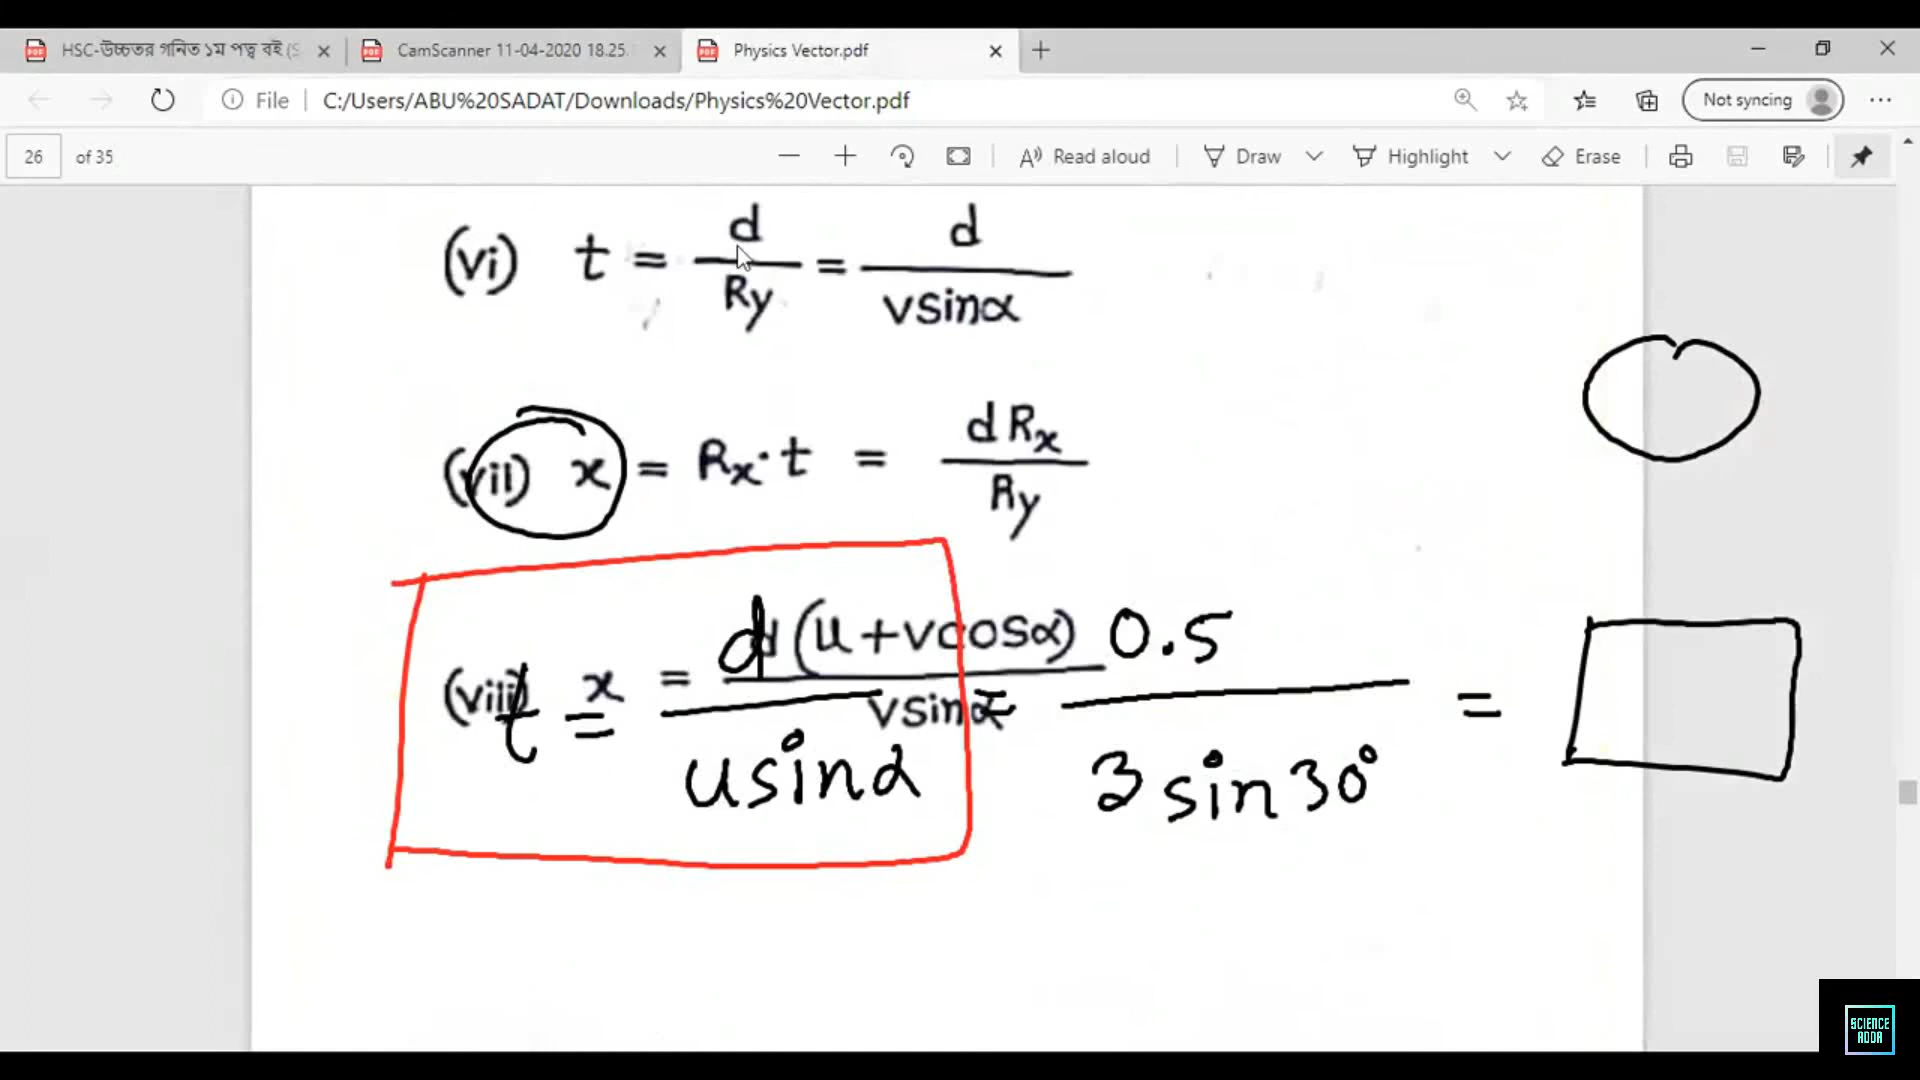 HSC-উচ্চতর গনিত ১ম পত্র বই (S
CamScanner 11-04-2020 18.25.
Physics Vector.pdf
File
C:/Users/ABU%20SADAT/Downloads/Physics%20Vector.pdf
Not syncing
26 of 35
Read aloud
Draw
Highlight
Erase
(vi) t = d/Ry = d/vsinα
(vii) x = Rx·t = dRx/Ry
(viii) x = d(u+vcosα)/vsinα
t = d/usinα = 0.5/3sin30° =
SCIENCE
ADDA